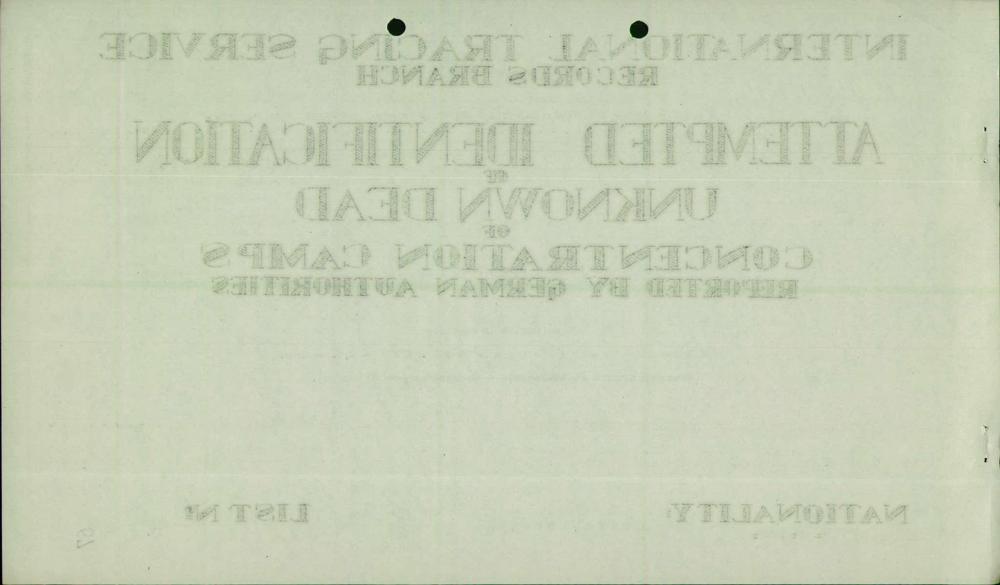 INTERNATIONAL TRACING SERVICE
RECORDS BRANCH
ATTEMPTED IDENTIFICATION
OF
UNKNOWN DEAD
OF
CONCENTRATION CAMPS
REPORTED BY GERMAN AUTHORITIES
NATIONALITY: LIST Nº